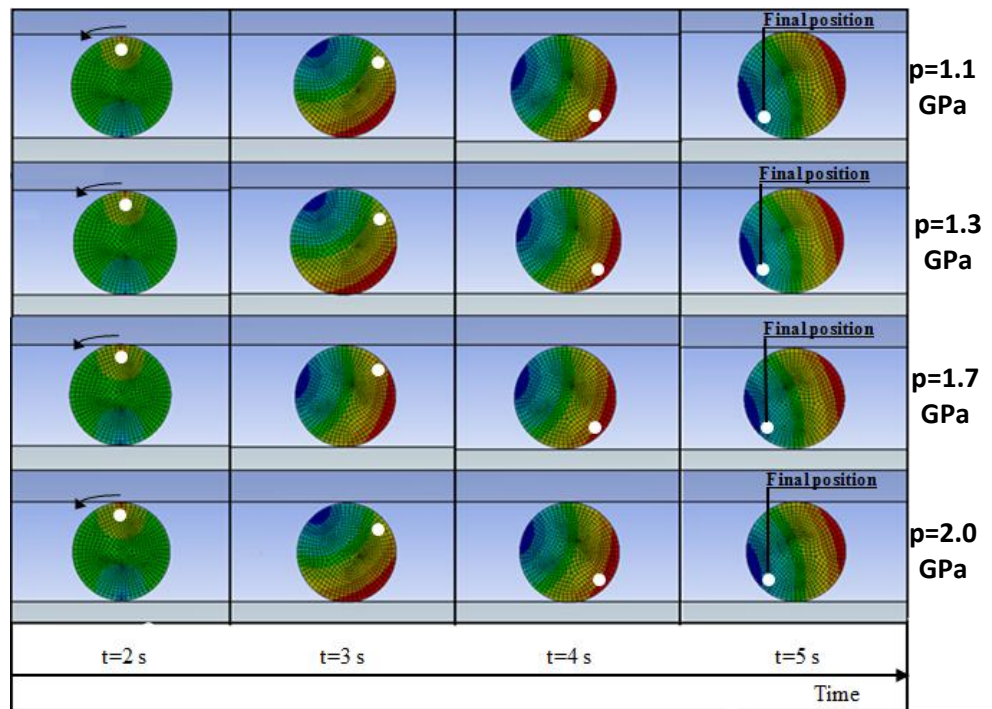 Final position
p=1.1
GPa
Final position
p=1.3
GPa
Final position
p=1.7
GPa
Final position
p=2.0
GPa
t=2 s
t=3 s
t=4 s
t=5 s
Time